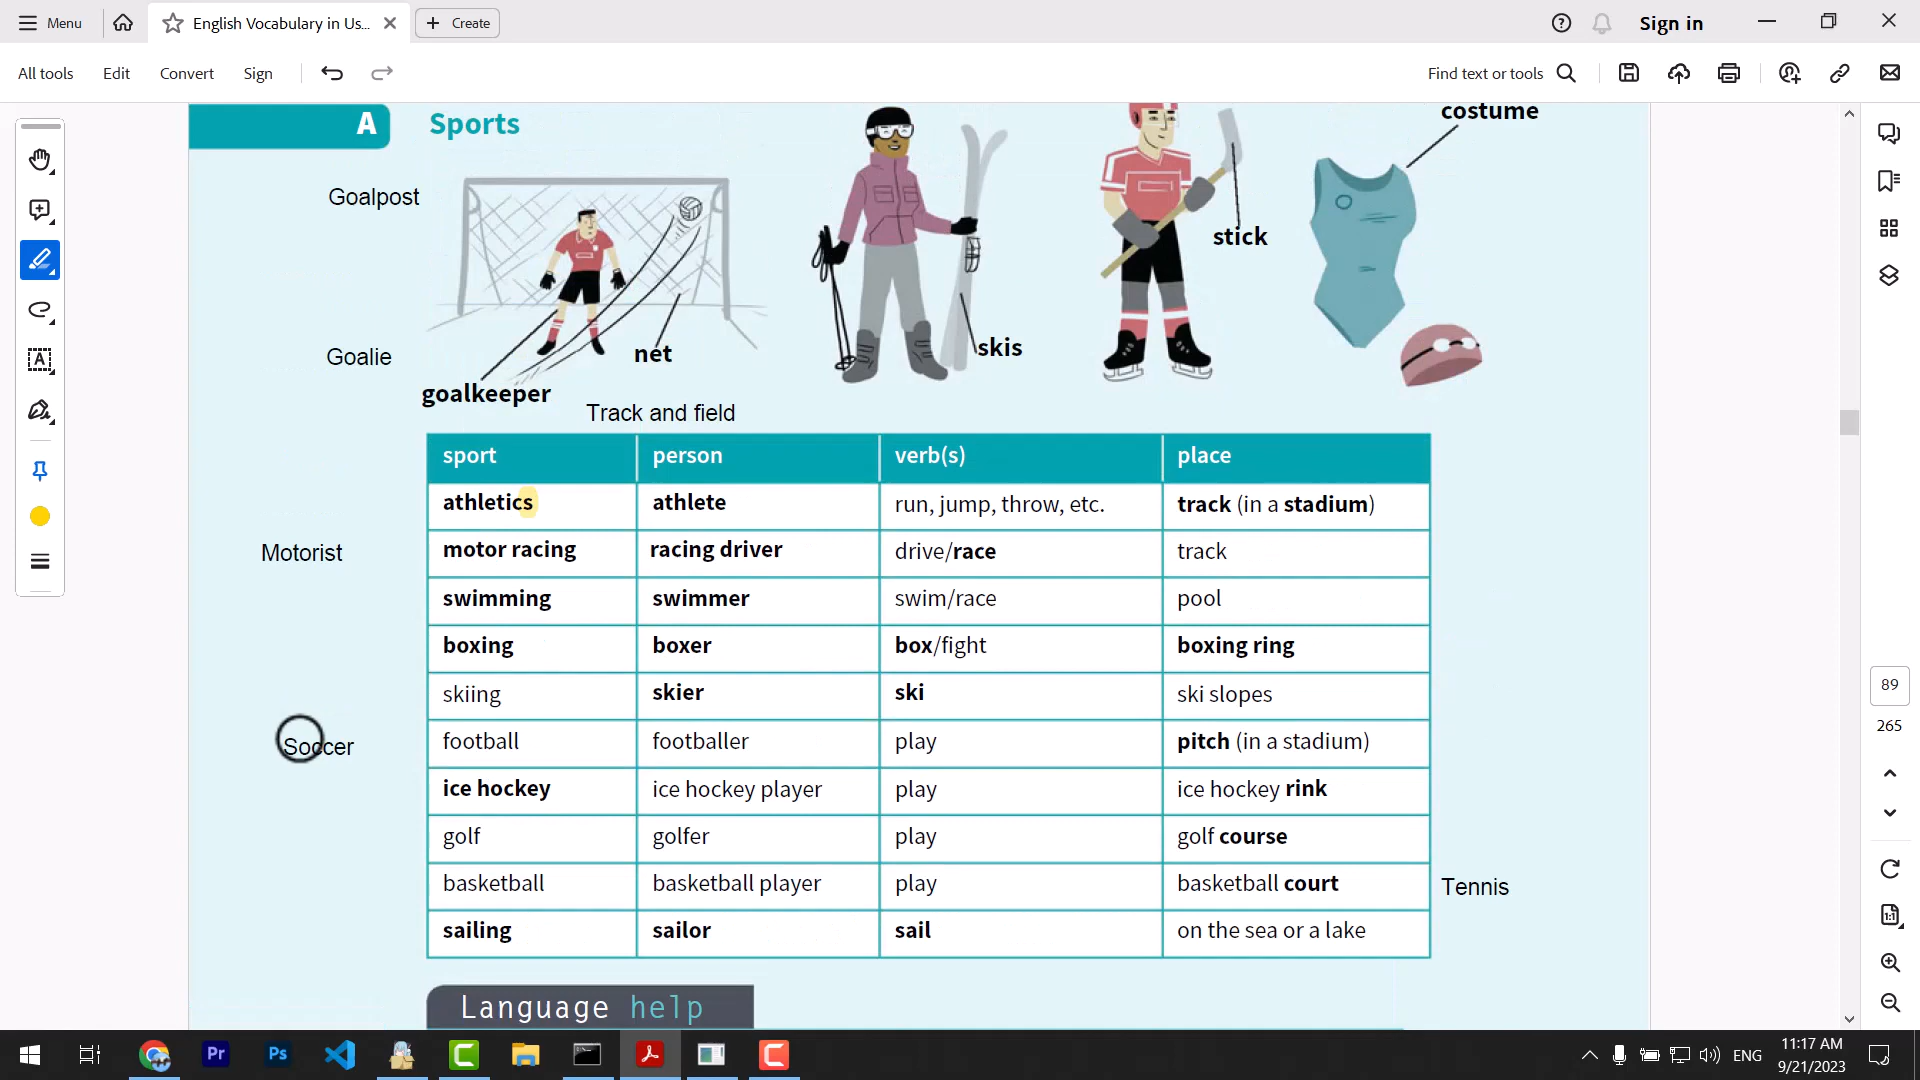 Menu
English Vocabulary in Us...
Create
Sign in
All tools
Edit
Convert
Sign
Find text or tools
A
Sports
costume
Goalpost
stick
Goalie
net
skis
goalkeeper
Track and field
sport person verb(s) place
athletics athlete run, jump, throw, etc. track (in a stadium)
Motorist
motor racing racing driver drive/race track
swimming swimmer swim/race pool
boxing boxer box/fight boxing ring
skiing skier ski ski slopes
Soccer
football footballer play pitch (in a stadium)
ice hockey ice hockey player play ice hockey rink
golf golfer play golf course
basketball basketball player play basketball court
Tennis
sailing sailor sail on the sea or a lake
Language help
89
265
1:1
Pr
Ps
ENG
11:17 AM
9/21/2023